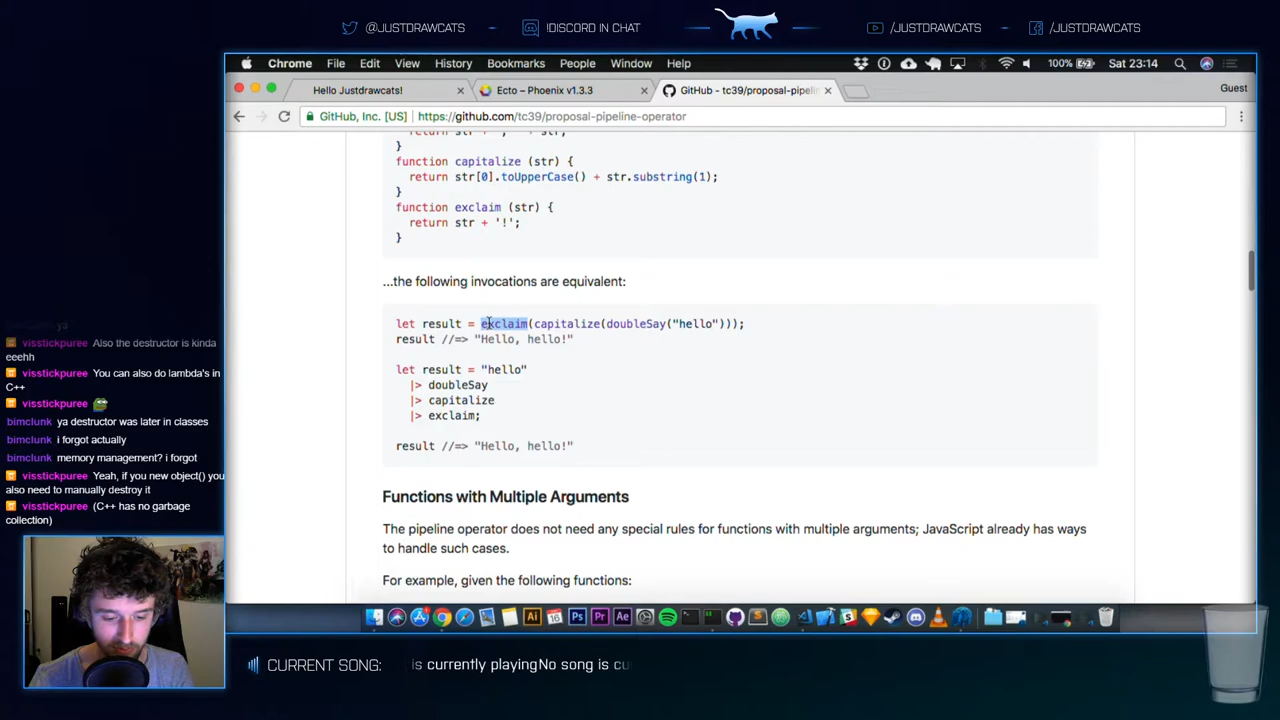 @JUSTDRAWCATS
!DISCORD IN CHAT
/JUSTDRAWCATS
/JUSTDRAWCATS
Chrome File Edit View History Bookmarks People Window Help
100% Sat 23:14
Hello Justdrawcats!
Ecto – Phoenix v1.3.3
GitHub - tc39/proposal-pipelin
Guest
GitHub, Inc. [US] https://github.com/tc39/proposal-pipeline-operator
return str + ', ' + str;
}
function capitalize (str) {
return str[0].toUpperCase() + str.substring(1);
}
function exclaim (str) {
return str + '!';
}
...the following invocations are equivalent:
let result = exclaim(capitalize(doubleSay("hello")));
result //=> "Hello, hello!"
let result = "hello"
|> doubleSay
|> capitalize
|> exclaim;
result //=> "Hello, hello!"
Functions with Multiple Arguments
The pipeline operator does not need any special rules for functions with multiple arguments; JavaScript already has ways
to handle such cases.
For example, given the following functions:
bimclunk ya
visstickpuree Also the destructor is kinda
eeehh
visstickpuree You can also do lambda's in
C++
visstickpuree
bimclunk ya destructor was later in classes
bimclunk i forgot actually
bimclunk memory management? i forgot
visstickpuree Yeah, if you new object() you
also need to manually destroy it
visstickpuree (C++ has no garbage
collection)
CURRENT SONG: is currently playingNo song is cu